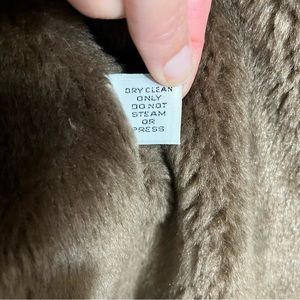 DRY CLEAN
ONLY
DO NOT
STEAM
OR
PRESS